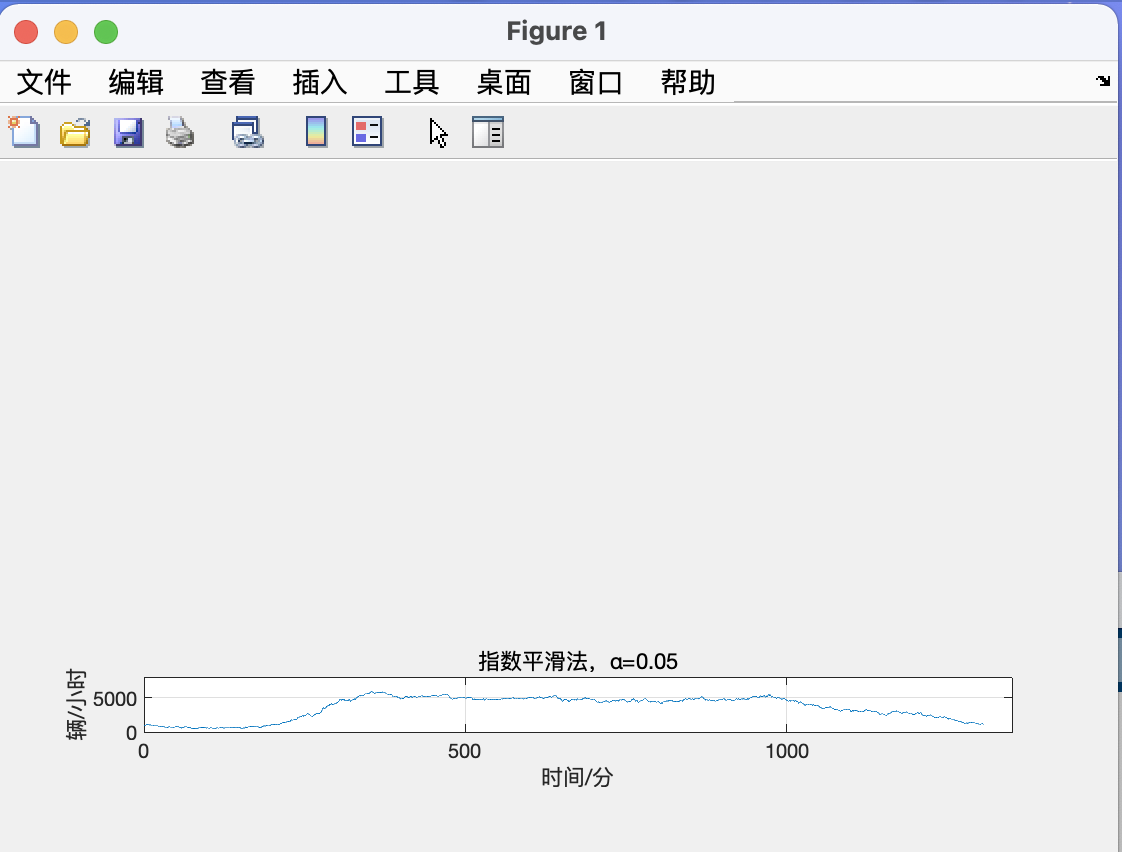 Figure 1
文件 编辑 查看 插入 工具 桌面 窗口 帮助
指数平滑法，α=0.05
辆/小时
5000
0
0 500 1000
时间/分